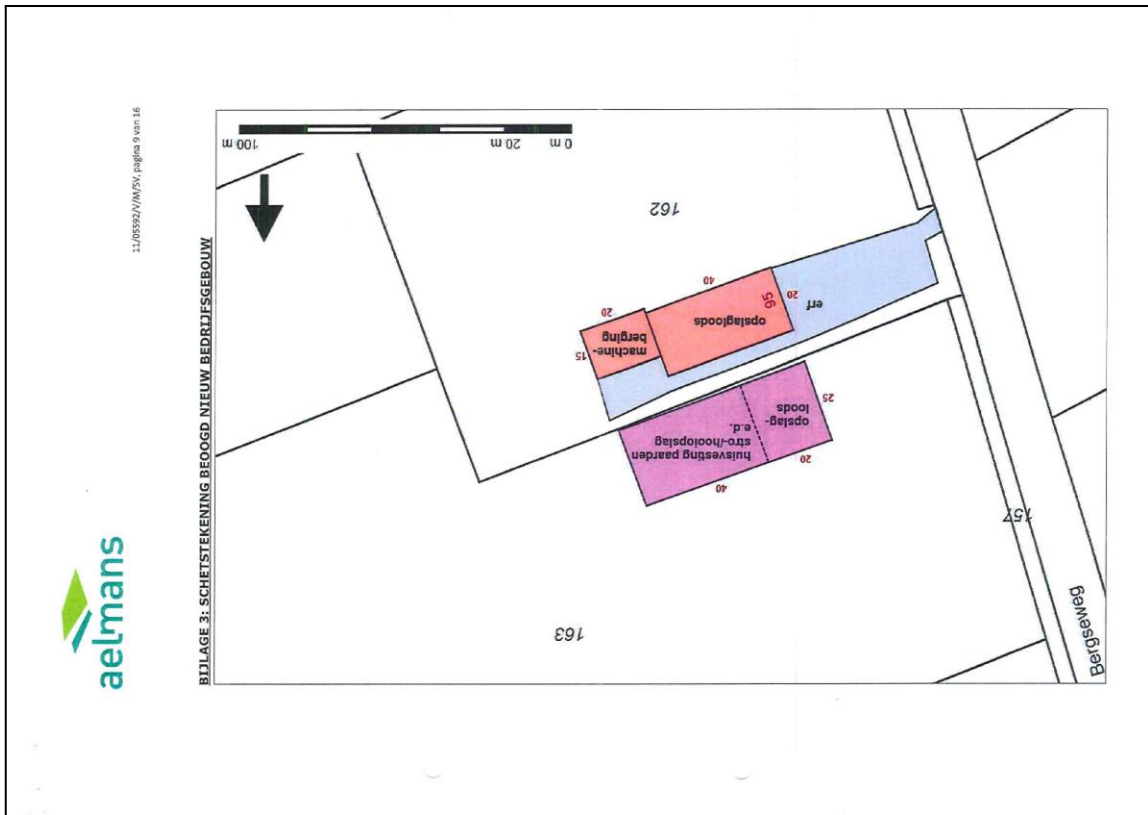 11/05592/V/M/SV, pagina 9 van 16
aelmans
BIJLAGE 3: SCHETSTEKENING BEOOGD NIEUW BEDRIJFSGEBOUW
0 m
20 m
100 m
162
20
15
machine-
berging
40
opslagloods
95
20
erf
huisvesting paarden
stro-/hooiopslag
e.d.
40
opslag-
loods
25
20
163
157
Bergseweg